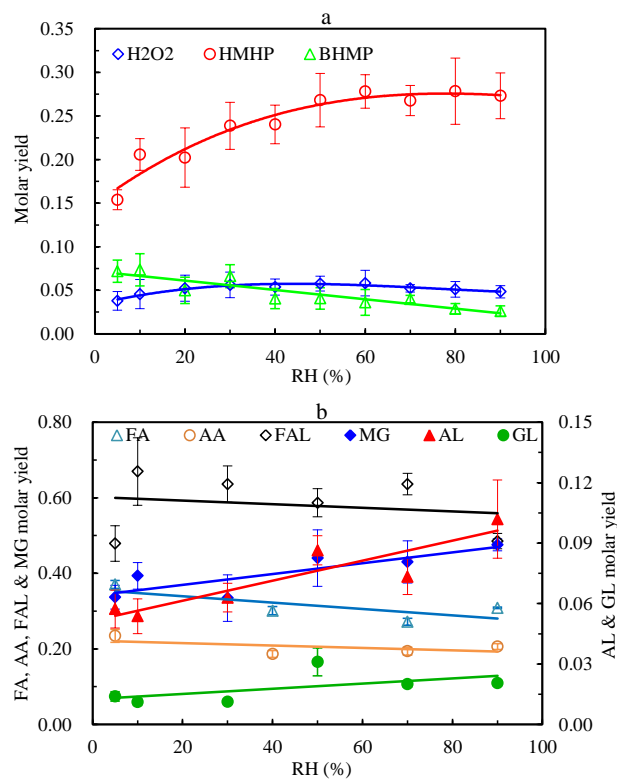 a
H2O2 HMHP BHMP
0.35
0.30
0.25
0.20
0.15
0.10
0.05
0.00
Molar yield
0 20 40 60 80 100
RH (%)
b
FA AA FAL MG AL GL
0.80
0.60
0.40
0.20
0.00
FA, AA, FAL & MG molar yield
0.15
0.12
0.09
0.06
0.03
0.00
AL & GL molar yield
0 20 40 60 80 100
RH (%)